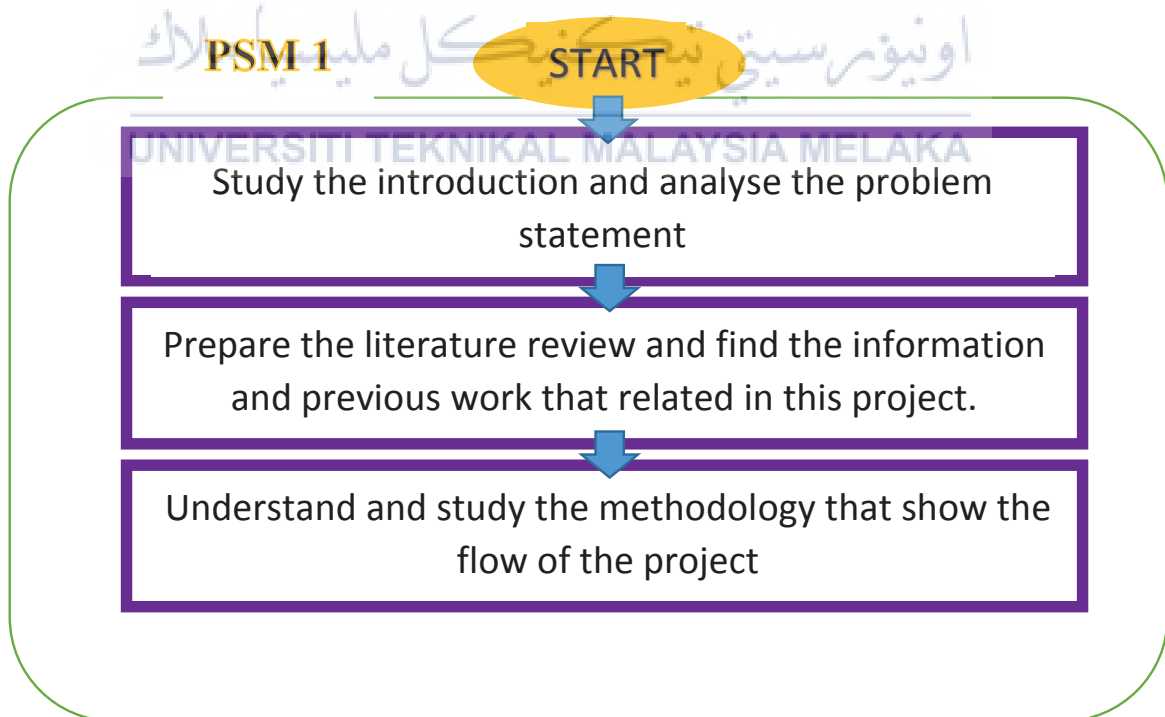 اونيۏرسيتي تيكنيكل مليسيا ملاك
PSM 1
START
UNIVERSITI TEKNIKAL MALAYSIA MELAKA
Study the introduction and analyse the problem
statement
Prepare the literature review and find the information
and previous work that related in this project.
Understand and study the methodology that show the
flow of the project